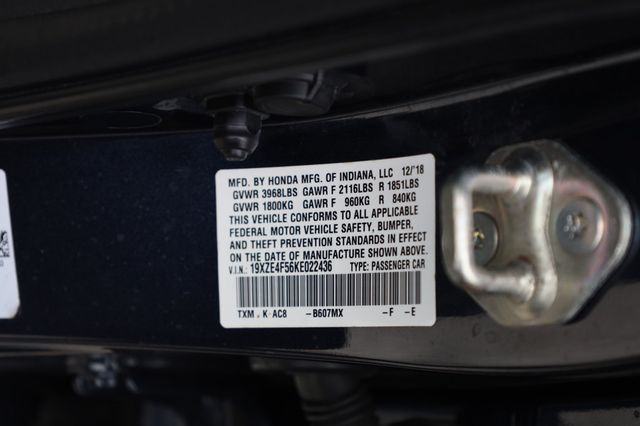 MFD. BY HONDA MFG. OF INDIANA, LLC 12/'18
GVWR 3968LBS GAWR F 2116LBS R 1851LBS
GVWR 1800KG GAWR F 960KG R 840KG
THIS VEHICLE CONFORMS TO ALL APPLICABLE
FEDERAL MOTOR VEHICLE SAFETY, BUMPER,
AND THEFT PREVENTION STANDARDS IN EFFECT
ON THE DATE OF MANUFACTURE SHOWN ABOVE.
V.I.N.: 19XZE4F56KE022436 TYPE: PASSENGER CAR
TXM . K AC8 -B607MX -F -E